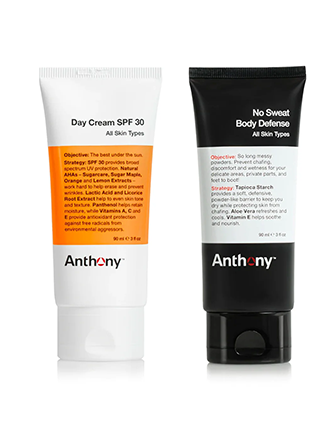 Day Cream SPF 30
All Skin Types
Objective: The best under the sun.
Strategy: SPF 30 provides broad
spectrum UV protection. Natural
AHAs – Sugarcare, Sugar Maple,
Orange and Lemon Extracts –
work hard to help erase and prevent
wrinkles. Lactic Acid and Licorice
Root Extract help to even skin tone
and texture. Panthenol helps retain
moisture, while Vitamins A, C and
E provide antioxidant protection
against free radicals from
environmental aggressors.
90 ml e 3 fl oz
Anthony™
No Sweat
Body Defense
All Skin Types
Objective: So long messy
powders. Prevent chafing,
discomfort and wetness for your
delicate areas, private parts, and
feet to boot!
Strategy: Tapioca Starch
provides a soft, defensive,
powder-like barrier to keep you
dry while protecting skin from
chafing. Aloe Vera refreshes and
cools. Vitamin E helps soothe
and nourish.
90 ml e 3 fl oz
Anthony™